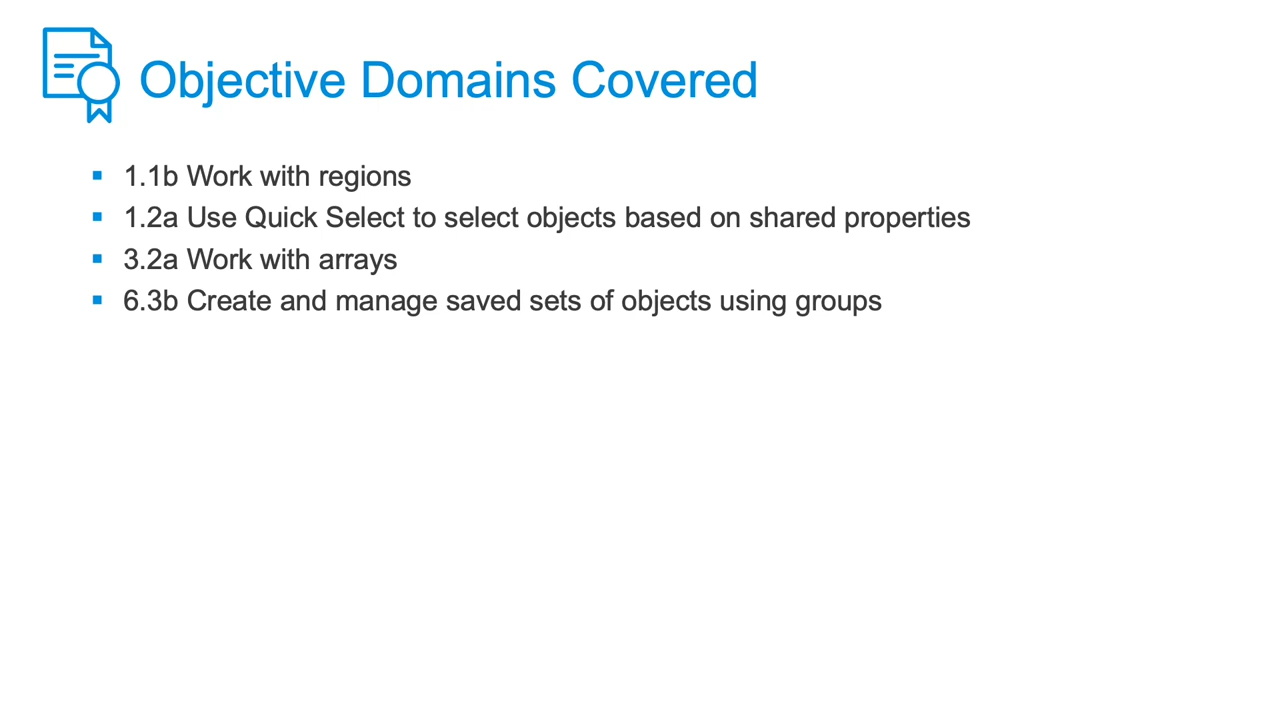 Objective Domains Covered
▪ 1.1b Work with regions
▪ 1.2a Use Quick Select to select objects based on shared properties
▪ 3.2a Work with arrays
▪ 6.3b Create and manage saved sets of objects using groups